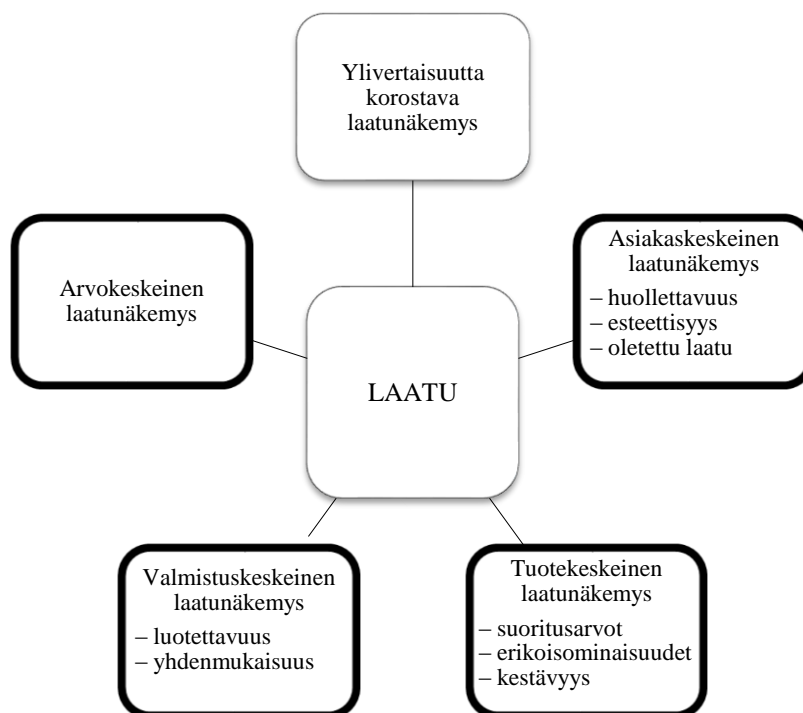 Ylivertaisuutta
korostava
laatunäkemys
Arvokeskeinen
laatunäkemys
Asiakaskeskeinen
laatunäkemys
– huollettavuus
– esteettisyys
– oletettu laatu
LAATU
Valmistuskeskeinen
laatunäkemys
– luotettavuus
– yhdenmukaisuus
Tuotekeskeinen
laatunäkemys
– suoritusarvot
– erikoisominaisuudet
– kestävyys